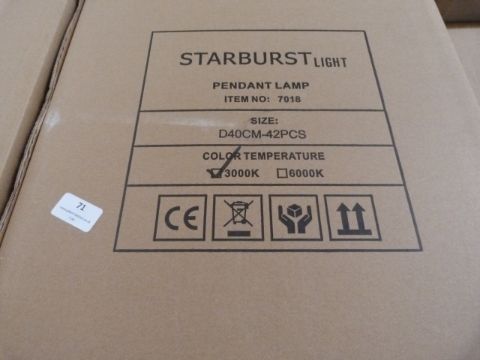 STARBURST LIGHT
PENDANT LAMP
ITEM NO: 7018
SIZE:
D40CM-42PCS
COLOR TEMPERATURE
3000K 6000K
CE
71